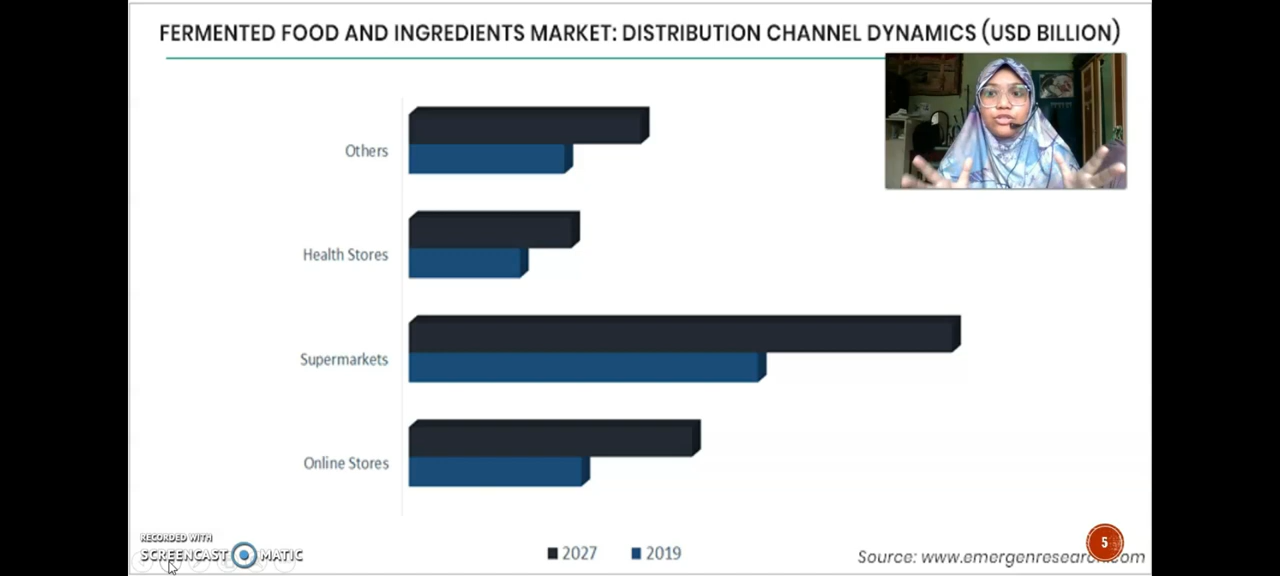 FERMENTED FOOD AND INGREDIENTS MARKET: DISTRIBUTION CHANNEL DYNAMICS (USD BILLION)
Others
Health Stores
Supermarkets
Online Stores
2027 2019
RECORDED WITH
SCREENCAST MATIC
5
Source: www.emergenresearch.com